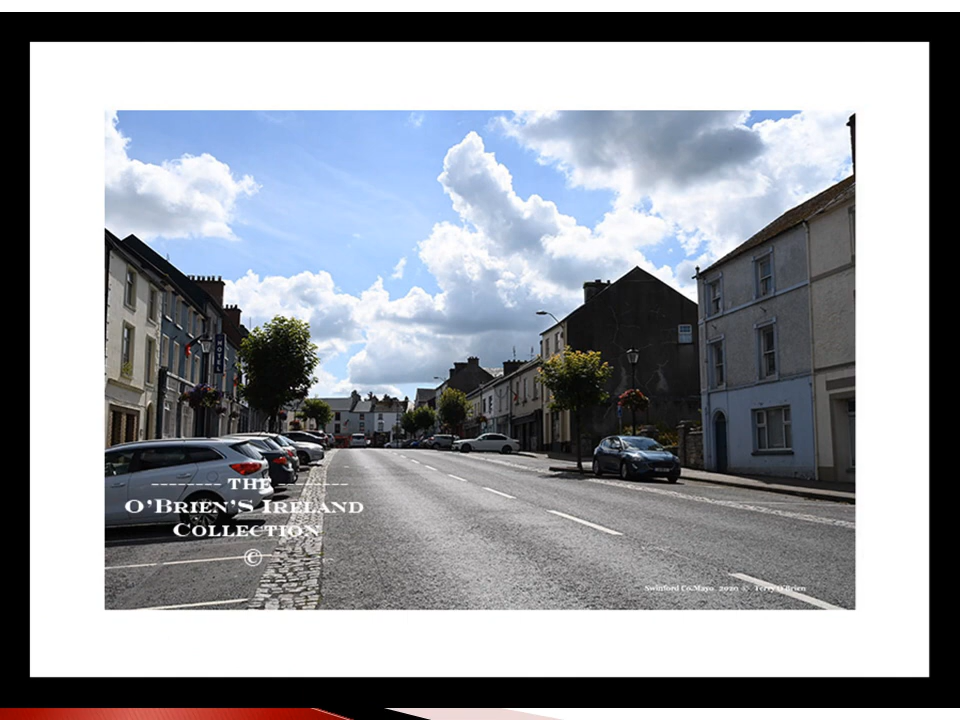 HOTEL
-------- THE --------
O'BRIEN'S IRELAND
COLLECTION
©
Swinford Co.Mayo 2020 © Terry O'Brien